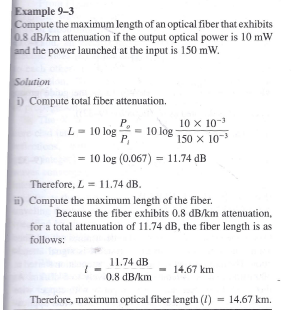 Example 9–3
Compute the maximum length of an optical fiber that exhibits
0.8 dB/km attenuation if the output optical power is 10 mW
and the power launched at the input is 150 mW.
Solution
i) Compute total fiber attenuation.
L = 10 log P_o/P_i = 10 log 10 × 10⁻³/150 × 10⁻³
= 10 log (0.067) = 11.74 dB
Therefore, L = 11.74 dB.
ii) Compute the maximum length of the fiber.
Because the fiber exhibits 0.8 dB/km attenuation,
for a total attenuation of 11.74 dB, the fiber length is as
follows:
l = 11.74 dB/0.8 dB/km = 14.67 km
Therefore, maximum optical fiber length (l) = 14.67 km.